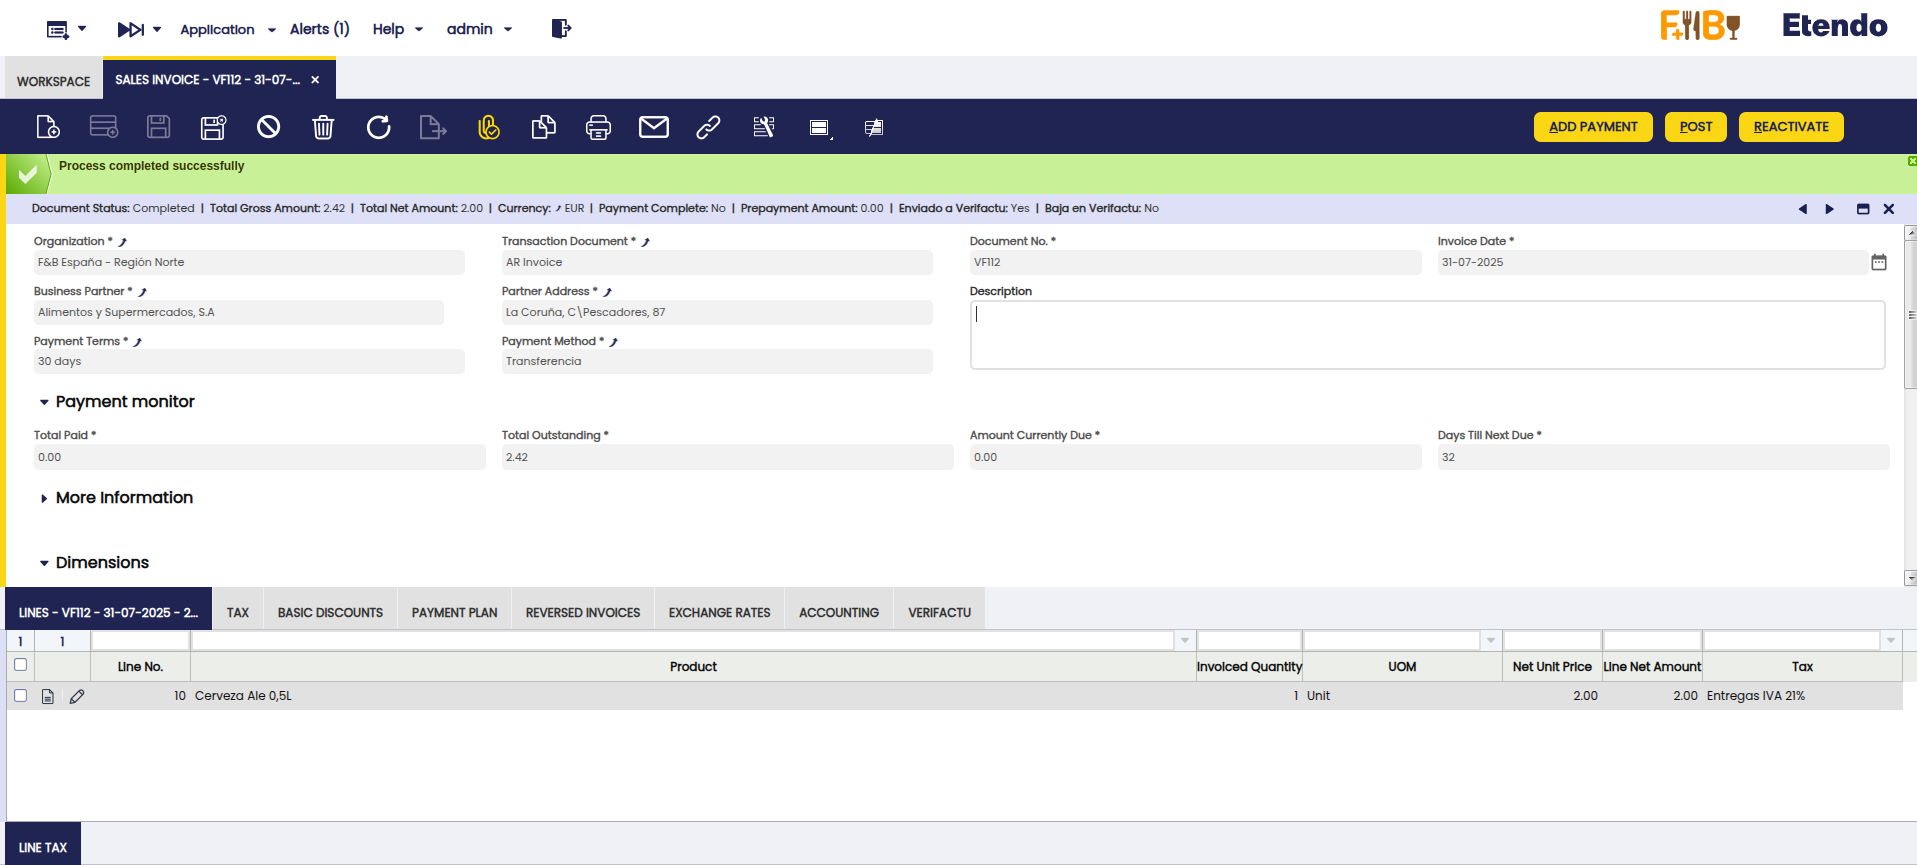 Application
Alerts (1)
Help
admin
F+B
Etendo
WORKSPACE
SALES INVOICE - VF112 - 31-07-...
ADD PAYMENT
POST
REACTIVATE
Process completed successfully
Document Status: Completed | Total Gross Amount: 2.42 | Total Net Amount: 2.00 | Currency: EUR | Payment Complete: No | Prepayment Amount: 0.00 | Enviado a Verifactu: Yes | Baja en Verifactu: No
Organization *
Transaction Document *
Document No. *
Invoice Date *
F&B España - Región Norte
AR Invoice
VF112
31-07-2025
Business Partner *
Partner Address *
Description
Alimentos y Supermercados, S.A
La Coruña, C\Pescadores, 87
Payment Terms *
Payment Method *
30 days
Transferencia
Payment monitor
Total Paid *
Total Outstanding *
Amount Currently Due *
Days Till Next Due *
0.00
2.42
0.00
32
More Information
Dimensions
LINES - VF112 - 31-07-2025 - 2...
TAX
BASIC DISCOUNTS
PAYMENT PLAN
REVERSED INVOICES
EXCHANGE RATES
ACCOUNTING
VERIFACTU
1 1
Line No. Product Invoiced Quantity UOM Net Unit Price Line Net Amount Tax
10 Cerveza Ale 0,5L 1 Unit 2.00 2.00 Entregas IVA 21%
LINE TAX